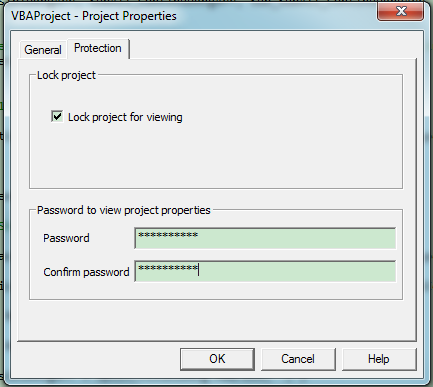 VBAProject - Project Properties
General Protection
Lock project
Lock project for viewing
Password to view project properties
Password **********
Confirm password **********
OK Cancel Help